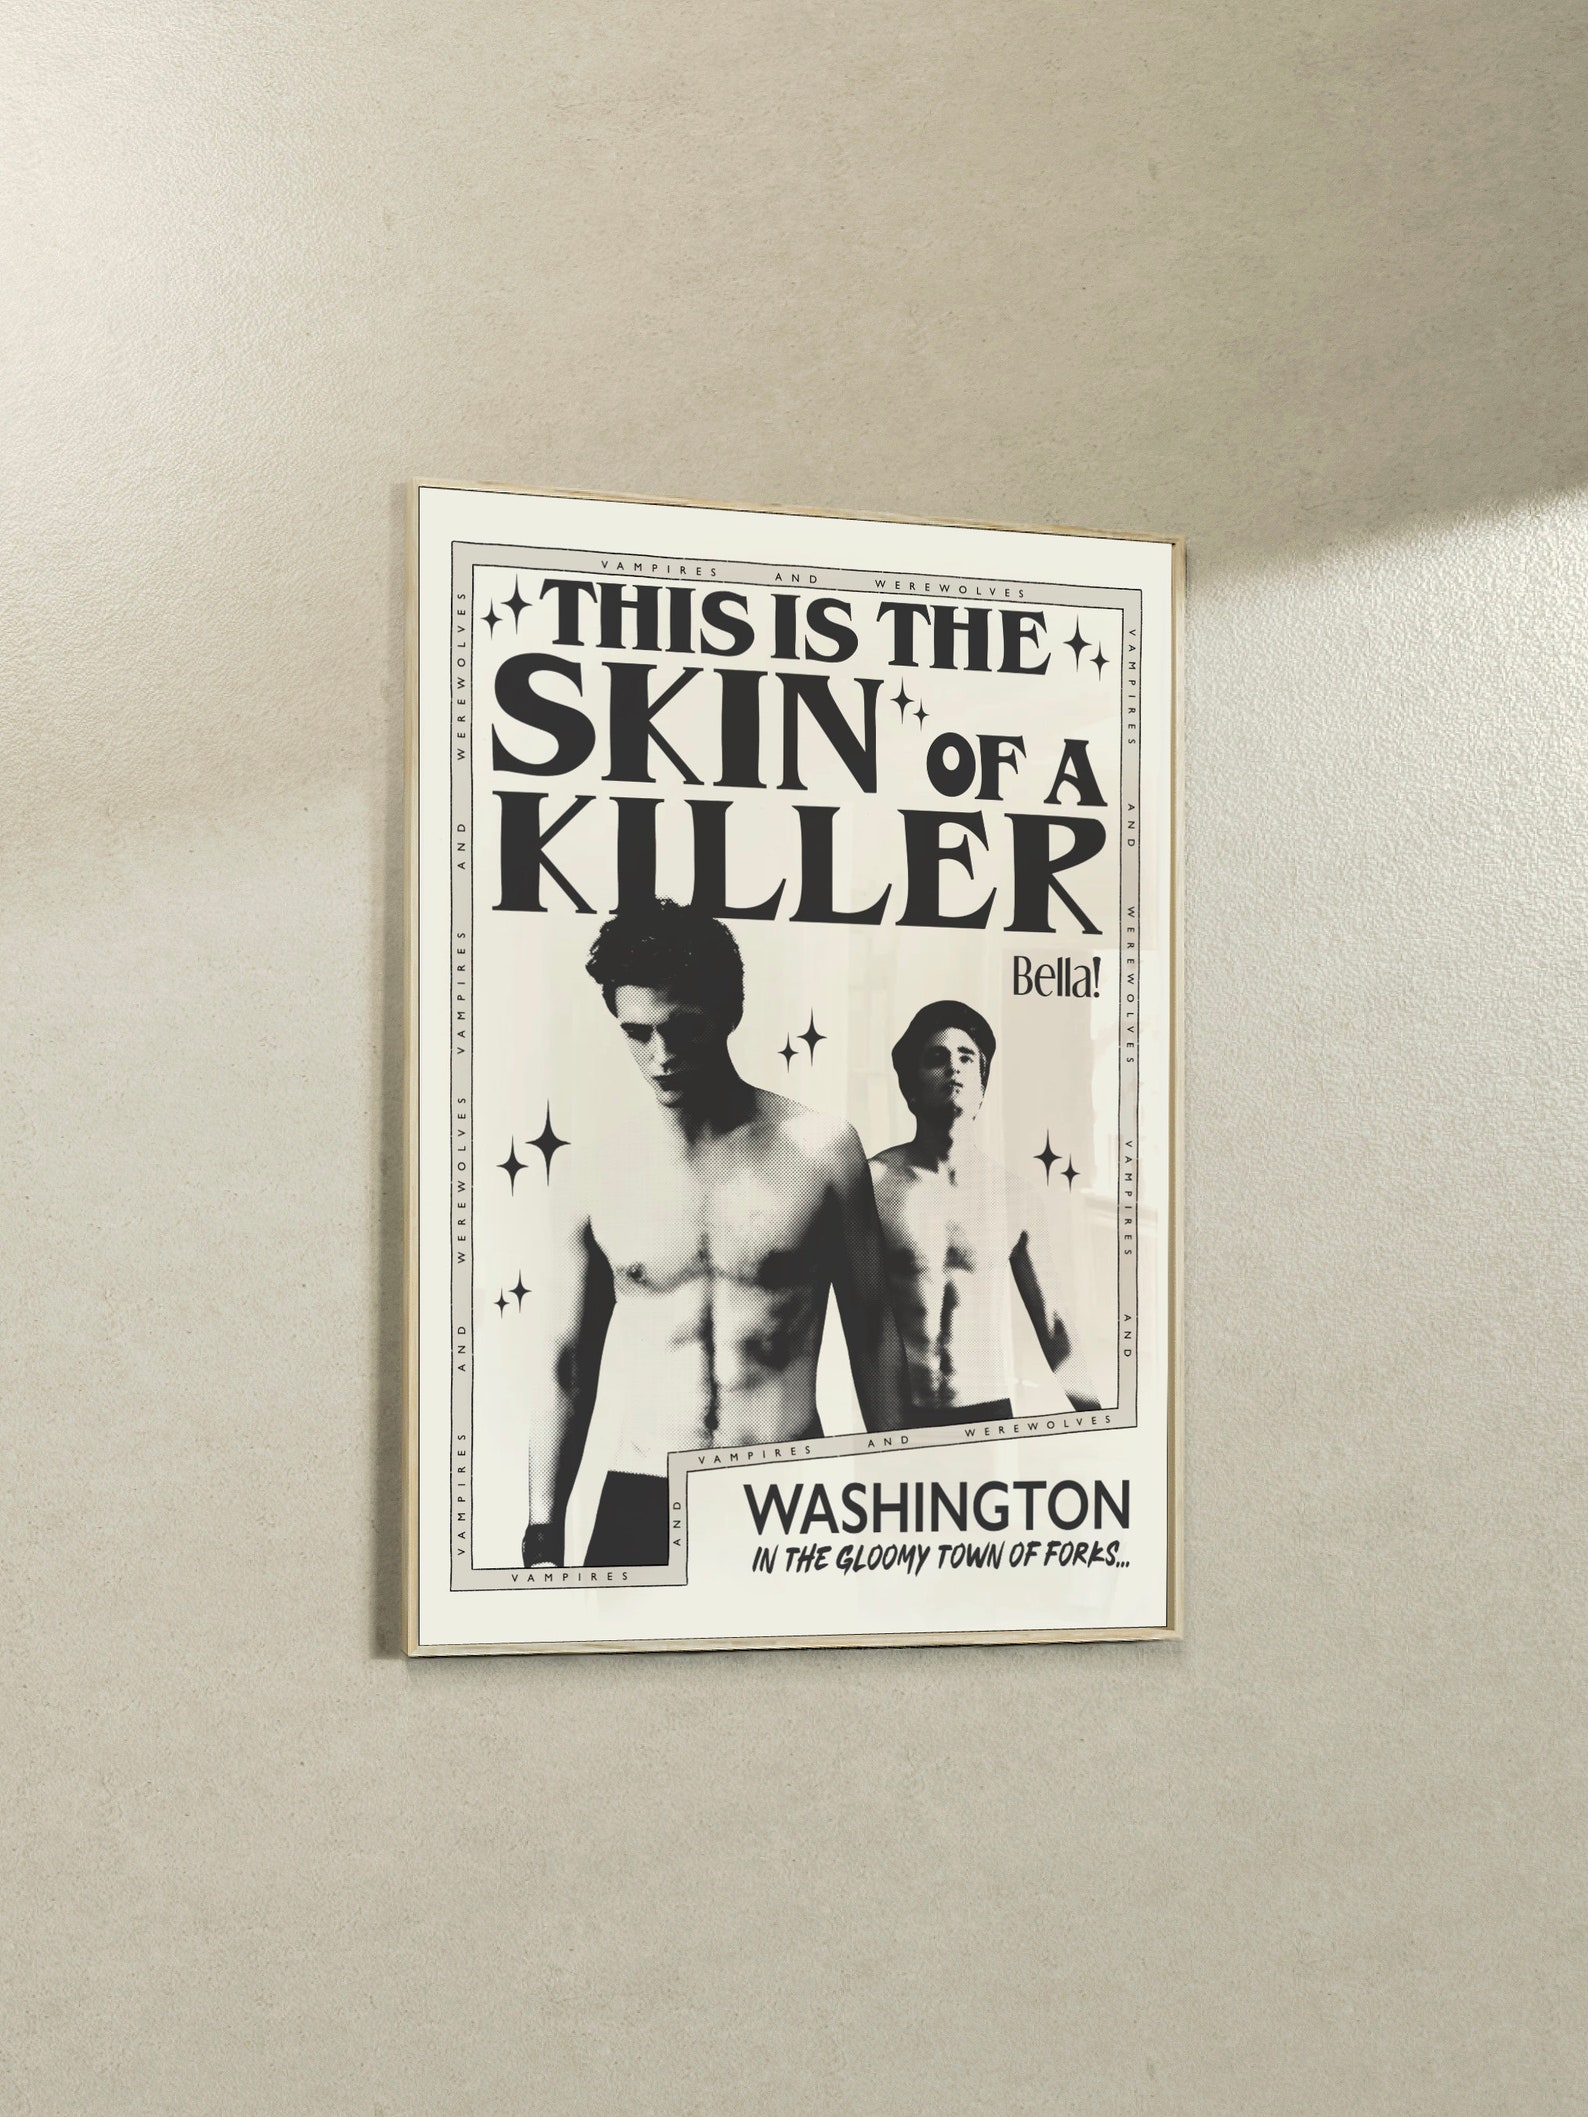 VAMPIRES AND WEREWOLVES
VAMPIRES AND WEREWOLVES VAMPIRES AND WEREWOLVES
THIS IS THE
SKIN OF A
KILLER
Bella!
VAMPIRES AND WEREWOLVES VAMPIRES AND
VAMPIRES AND WEREWOLVES
AND
WASHINGTON
IN THE GLOOMY TOWN OF FORKS...
VAMPIRES